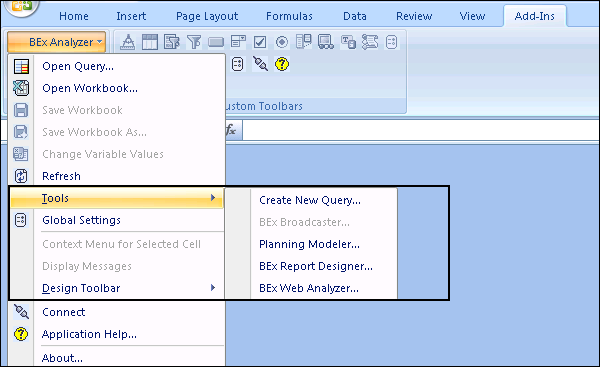 Home Insert Page Layout Formulas Data Review View Add-Ins
BEx Analyzer
Open Query...
Open Workbook...
Save Workbook
Save Workbook As...
Change Variable Values
Refresh
Tools
Global Settings
Context Menu for Selected Cell
Display Messages
Design Toolbar
Connect
Application Help...
About...
ustom Toolbars
fx
Create New Query...
BEx Broadcaster...
Planning Modeler...
BEx Report Designer...
BEx Web Analyzer...